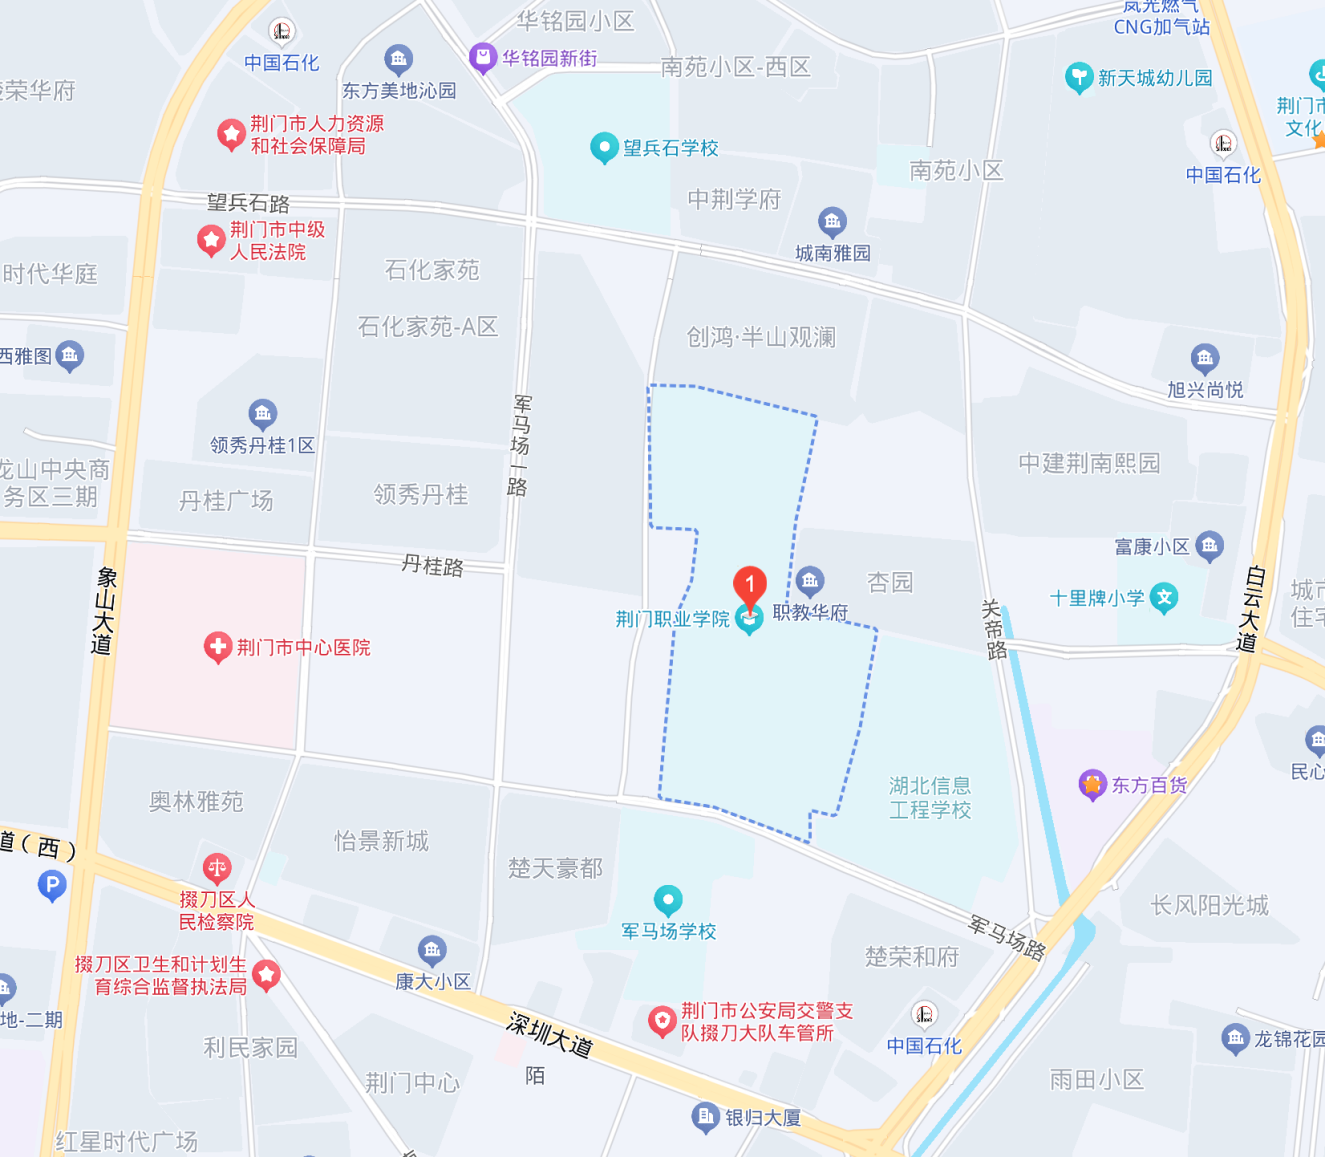 华铭园小区
岚光燃气
CNG加气站
中国石化
华铭园新街
南苑小区-西区
新天城幼儿园
荣华府
东方美地沁园
荆门市
文化
荆门市人力资源
和社会保障局
望兵石学校
南苑小区
中国石化
中荆学府
望兵石路
荆门市中级
人民法院
城南雅园
时代华庭
石化家苑
石化家苑-A区
创鸿·半山观澜
西雅图
旭兴尚悦
领秀丹桂1区
军马场一路
龙山中央商
务区三期
丹桂广场
领秀丹桂
中建荆南熙园
丹桂路
富康小区
象山大道
杏园
十里牌小学
白云大道
城市
住宅
荆门职业学院
1
职教华府
关帝路
荆门市中心医院
民心
东方百货
湖北信息
工程学校
奥林雅苑
怡景新城
道(西)
楚天豪都
P
掇刀区人
民检察院
军马场学校
长风阳光城
军马场路
掇刀区卫生和计划生
育综合监督执法局
康大小区
楚荣和府
地-二期
深圳大道
荆门市公安局交警支
队掇刀大队车管所
中国石化
龙锦花园
利民家园
荆门中心
陌
雨田小区
银归大厦
红星时代广场